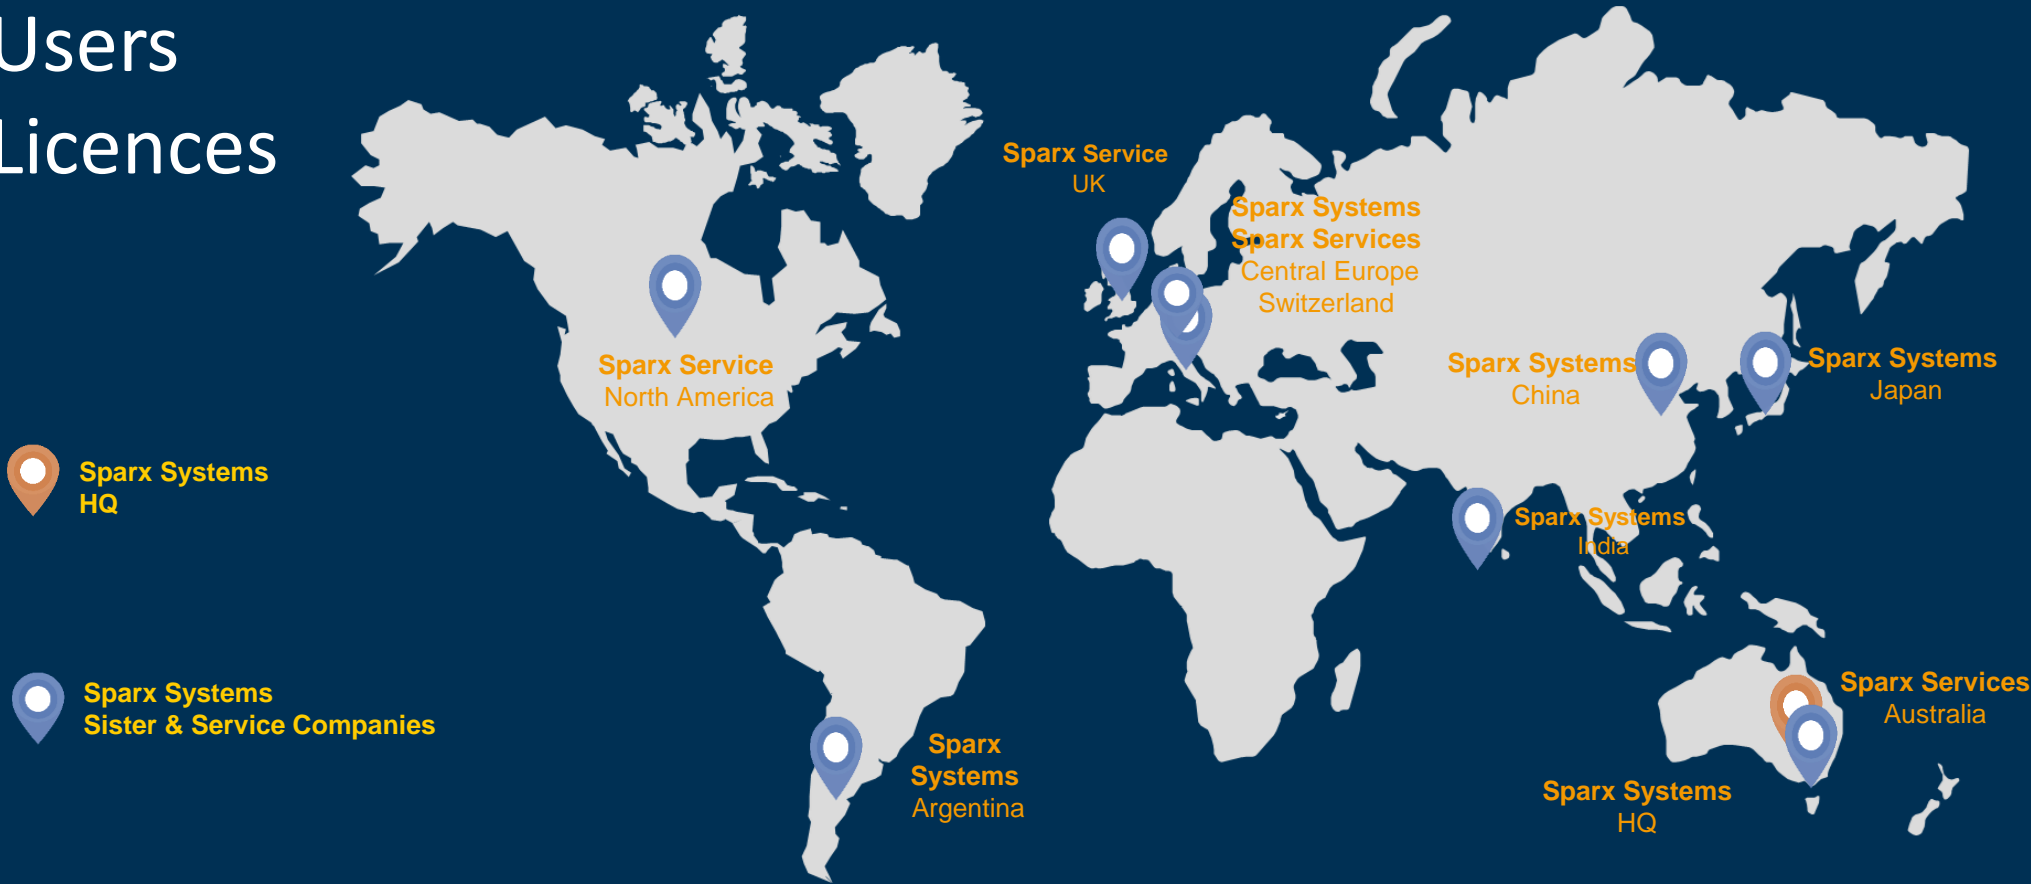 Users
Licences
Sparx Service
UK
Sparx Systems
Sparx Services
Central Europe
Switzerland
Sparx Service
North America
Sparx Systems
China
Sparx Systems
Japan
Sparx Systems
HQ
Sparx Systems
India
Sparx Systems
Sister & Service Companies
Sparx Services
Australia
Sparx
Systems
Argentina
Sparx Systems
HQ